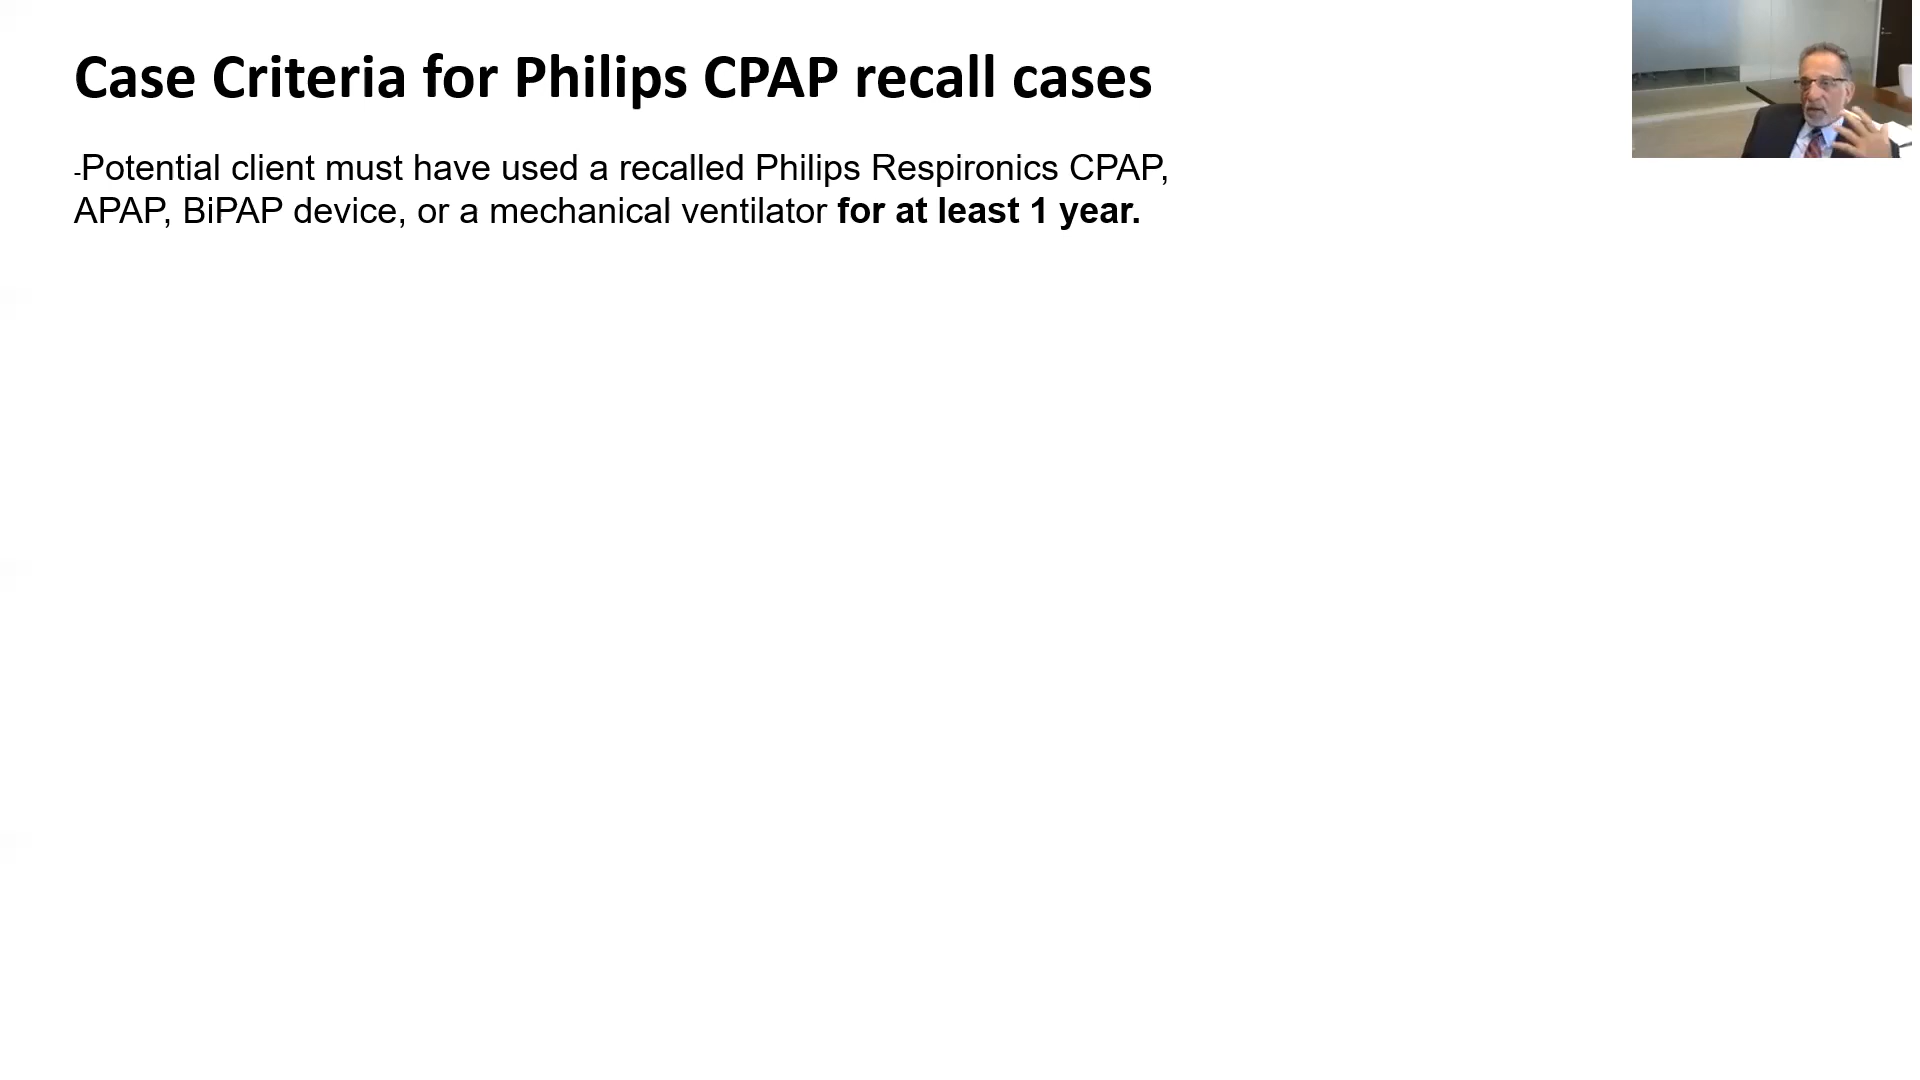 Case Criteria for Philips CPAP recall cases
-Potential client must have used a recalled Philips Respironics CPAP,
APAP, BiPAP device, or a mechanical ventilator for at least 1 year.